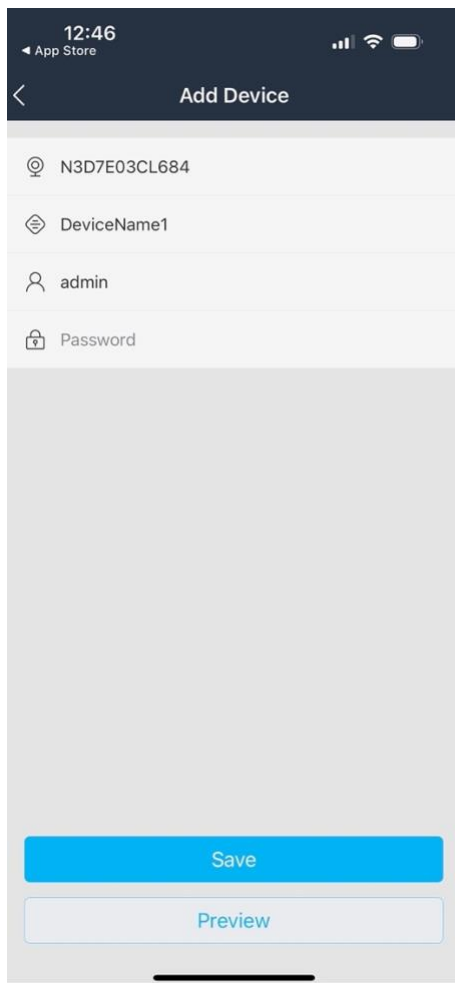 12:46
◀ App Store
Add Device
N3D7E03CL684
DeviceName1
admin
Password
Save
Preview